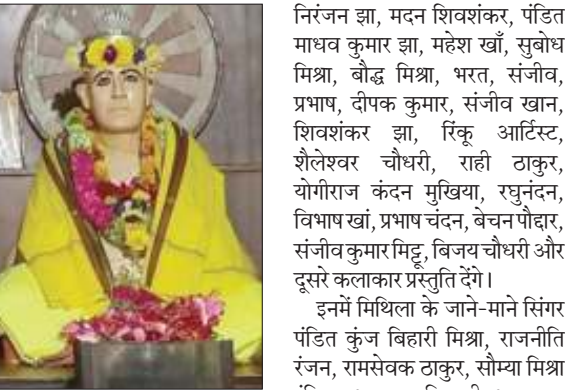 निरंजन झा, मदन शिवशंकर, पंडित
माधव कुमार झा, महेश खाँ, सुबोध
मिश्रा, बौद्ध मिश्रा, भरत, संजीव,
प्रभाष, दीपक कुमार, संजीव खान,
शिवशंकर झा, रिंकू आर्टिस्ट,
शैलेश्वर चौधरी, राही ठाकुर,
योगीराज कंदन मुखिया, रघुनंदन,
विभाष खां, प्रभाष चंदन, बेचन पौद्दार,
संजीव कुमार मिट्टू, बिजय चौधरी और
दूसरे कलाकार प्रस्तुति देंगे।
इनमें मिथिला के जाने-माने सिंगर
पंडित कुंज बिहारी मिश्रा, राजनीति
रंजन, रामसेवक ठाकुर, सौम्या मिश्रा